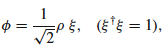 ϕ = 1/√2 ρ ξ, (ξ†ξ = 1),